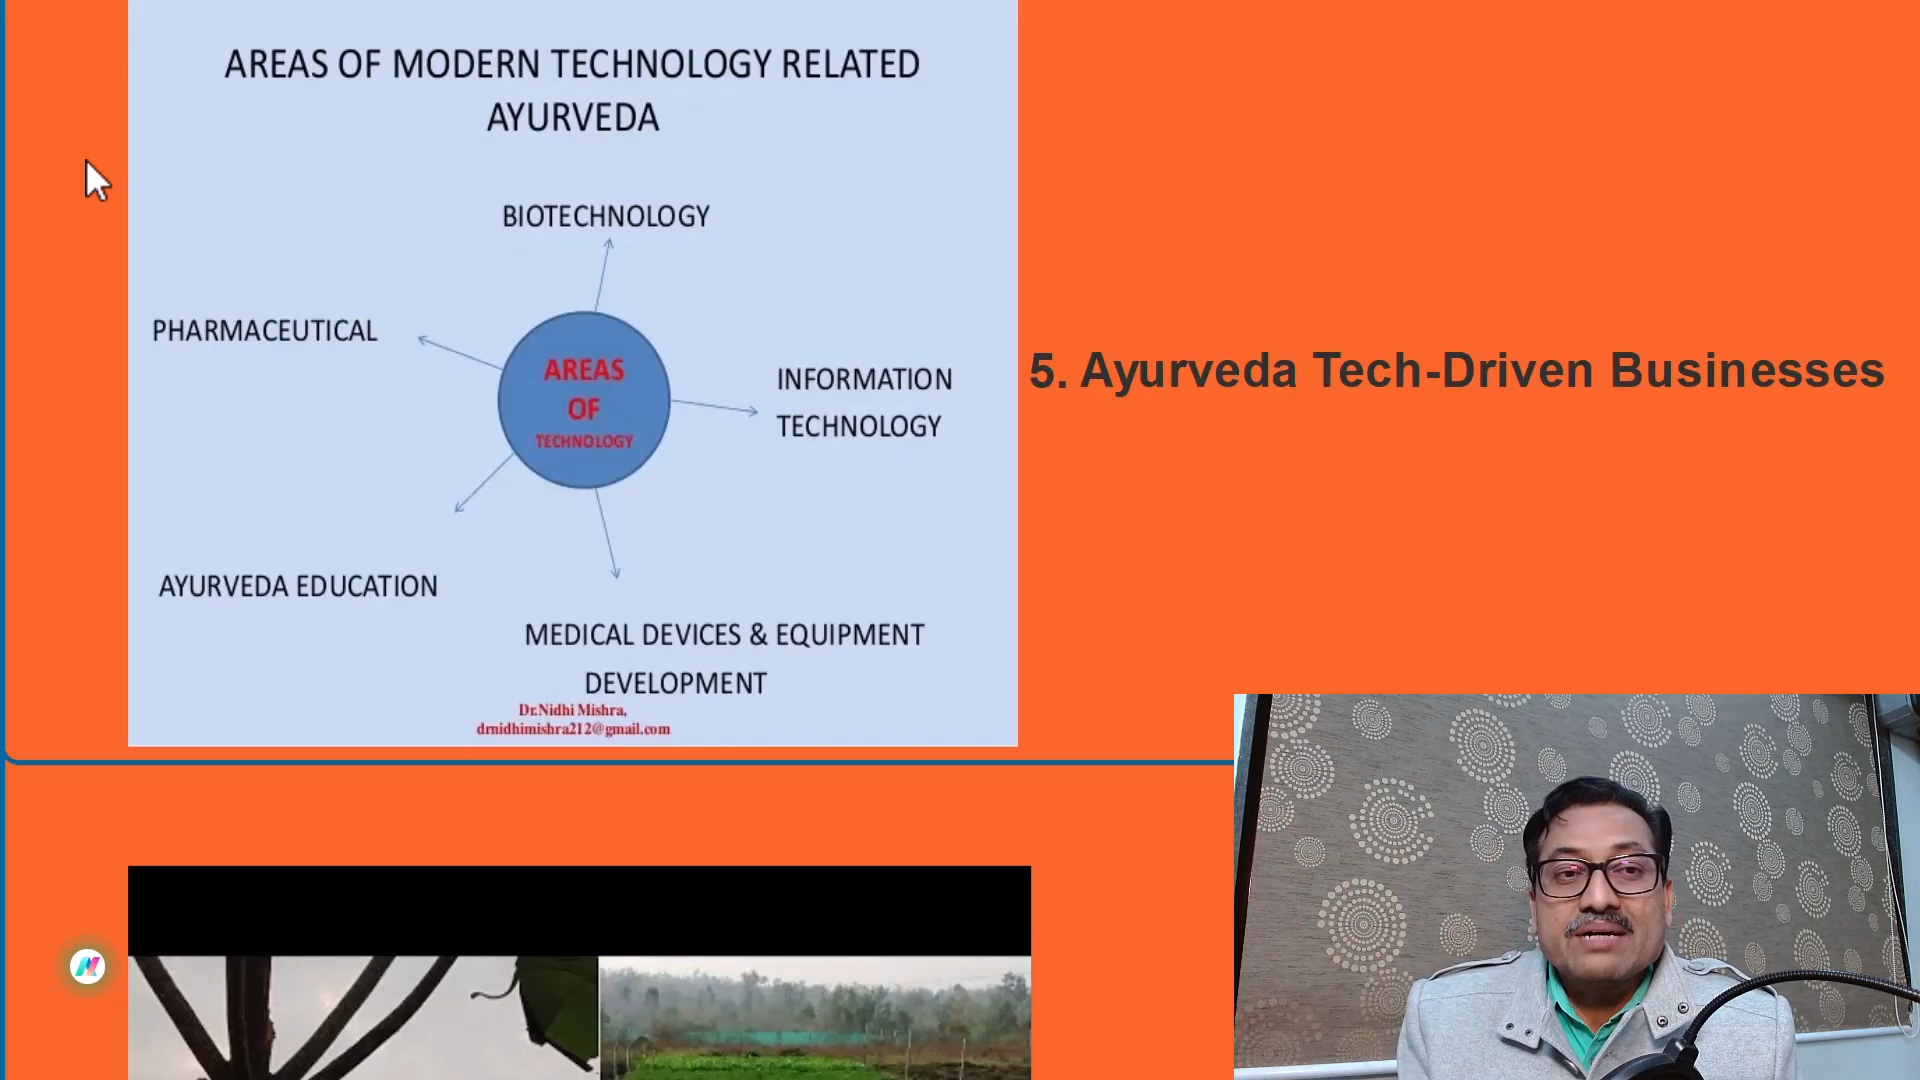 AREAS OF MODERN TECHNOLOGY RELATED
AYURVEDA
BIOTECHNOLOGY
PHARMACEUTICAL
AREAS
OF
TECHNOLOGY
INFORMATION
TECHNOLOGY
AYURVEDA EDUCATION
MEDICAL DEVICES & EQUIPMENT
DEVELOPMENT
Dr.Nidhi Mishra,
drnidhimishra212@gmail.com
5. Ayurveda Tech-Driven Businesses